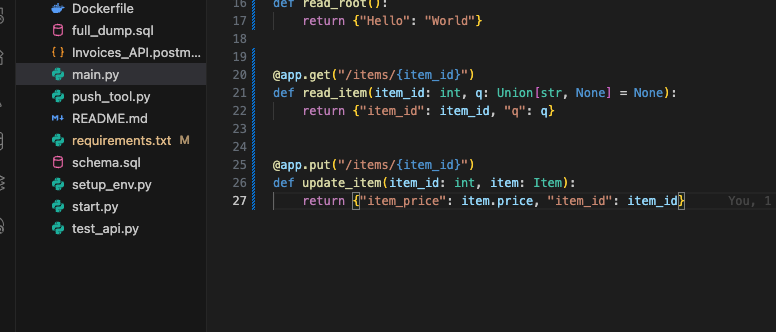 Dockerfile
full_dump.sql
Invoices_API.postm...
main.py
push_tool.py
README.md
requirements.txt M
schema.sql
setup_env.py
start.py
test_api.py
16 def read_root():
17 return {"Hello": "World"}
18
19
20 @app.get("/items/{item_id}")
21 def read_item(item_id: int, q: Union[str, None] = None):
22 return {"item_id": item_id, "q": q}
23
24
25 @app.put("/items/{item_id}")
26 def update_item(item_id: int, item: Item):
27 return {"item_price": item.price, "item_id": item_id} You, 1